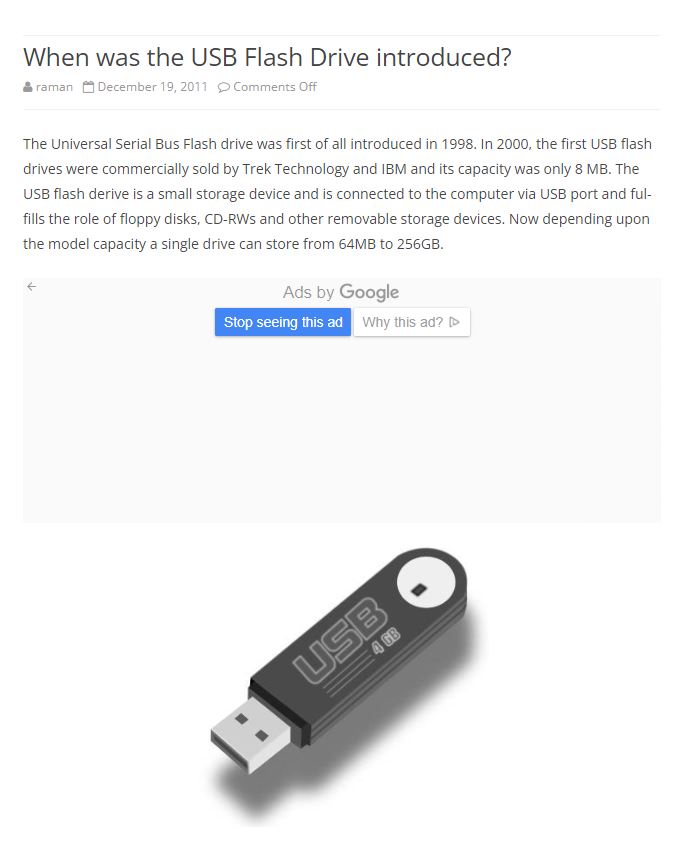 When was the USB Flash Drive introduced?
raman December 19, 2011 Comments Off
The Universal Serial Bus Flash drive was first of all introduced in 1998. In 2000, the first USB flash
drives were commercially sold by Trek Technology and IBM and its capacity was only 8 MB. The
USB flash derive is a small storage device and is connected to the computer via USB port and ful-
fills the role of floppy disks, CD-RWs and other removable storage devices. Now depending upon
the model capacity a single drive can store from 64MB to 256GB.
Ads by Google
Stop seeing this ad Why this ad?
USB
4 GB